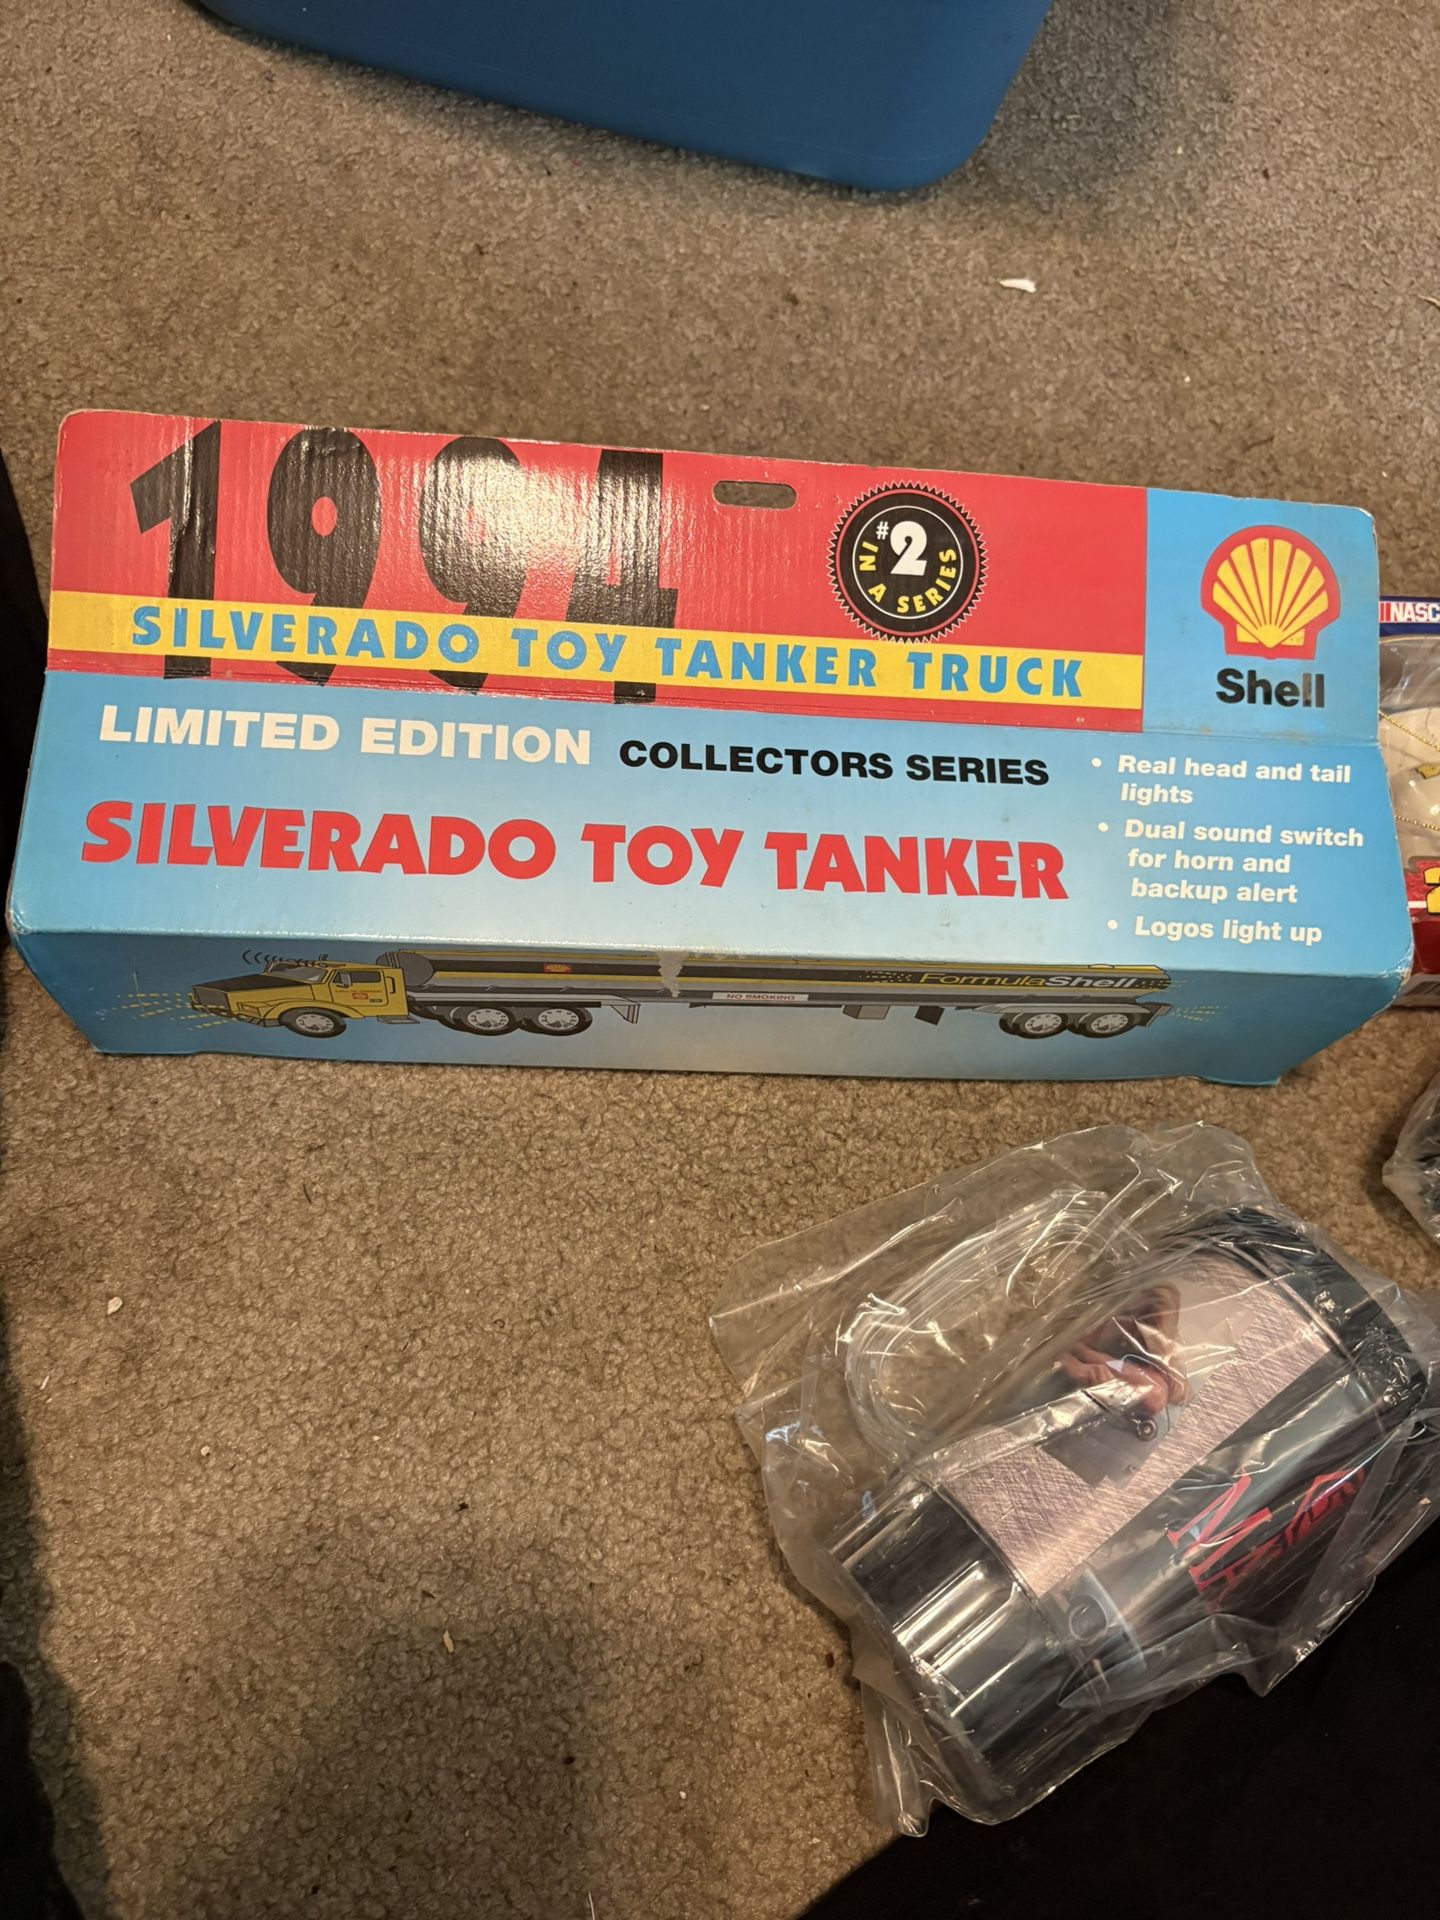 1994
#2
IN A SERIES
SILVERADO TOY TANKER TRUCK
Shell
LIMITED EDITION COLLECTORS SERIES
SILVERADO TOY TANKER
• Real head and tail
lights
• Dual sound switch
for horn and
backup alert
• Logos light up
FormulaShell
NO SMOKING
NASC
2